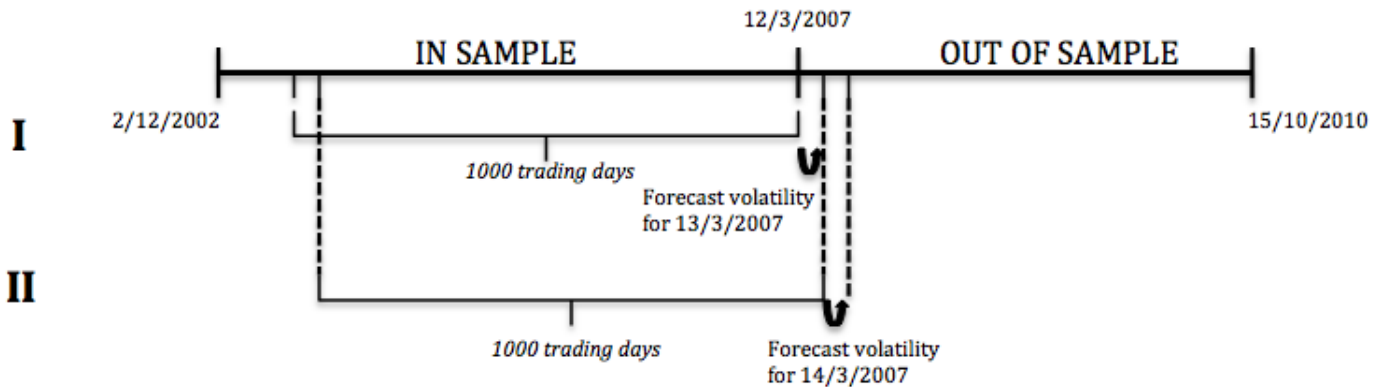 12/3/2007
IN SAMPLE
OUT OF SAMPLE
2/12/2002
15/10/2010
I
1000 trading days
Forecast volatility
for 13/3/2007
II
1000 trading days
Forecast volatility
for 14/3/2007